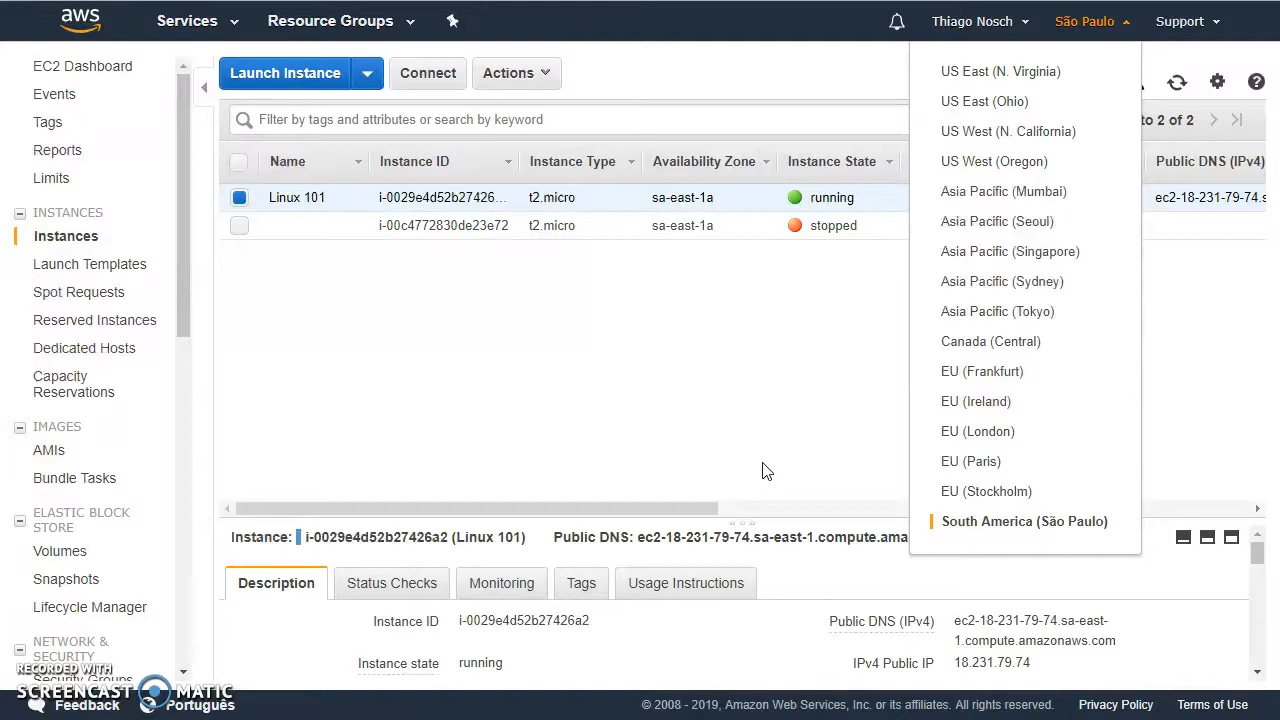 aws
Services
Resource Groups
Thiago Nosch
São Paulo
Support
EC2 Dashboard
Events
Tags
Reports
Limits
INSTANCES
Instances
Launch Templates
Spot Requests
Reserved Instances
Dedicated Hosts
Capacity
Reservations
IMAGES
AMIs
Bundle Tasks
ELASTIC BLOCK
STORE
Volumes
Snapshots
Lifecycle Manager
NETWORK &
SECURITY
Security Groups
Launch Instance
Connect
Actions
Filter by tags and attributes or search by keyword
to 2 of 2
Name Instance ID Instance Type Availability Zone Instance State Public DNS (IPv4)
Linux 101 i-0029e4d52b27426... t2.micro sa-east-1a running ec2-18-231-79-74.s
i-00c4772830de23e72 t2.micro sa-east-1a stopped
US East (N. Virginia)
US East (Ohio)
US West (N. California)
US West (Oregon)
Asia Pacific (Mumbai)
Asia Pacific (Seoul)
Asia Pacific (Singapore)
Asia Pacific (Sydney)
Asia Pacific (Tokyo)
Canada (Central)
EU (Frankfurt)
EU (Ireland)
EU (London)
EU (Paris)
EU (Stockholm)
South America (São Paulo)
Instance: i-0029e4d52b27426a2 (Linux 101) Public DNS: ec2-18-231-79-74.sa-east-1.compute.ama
Description
Status Checks
Monitoring
Tags
Usage Instructions
Instance ID i-0029e4d52b27426a2
Instance state running
Public DNS (IPv4) ec2-18-231-79-74.sa-east-
1.compute.amazonaws.com
IPv4 Public IP 18.231.79.74
RECORDED WITH
SCREENCAST MATIC
Feedback
Português
© 2008 - 2019, Amazon Web Services, Inc. or its affiliates. All rights reserved.
Privacy Policy
Terms of Use